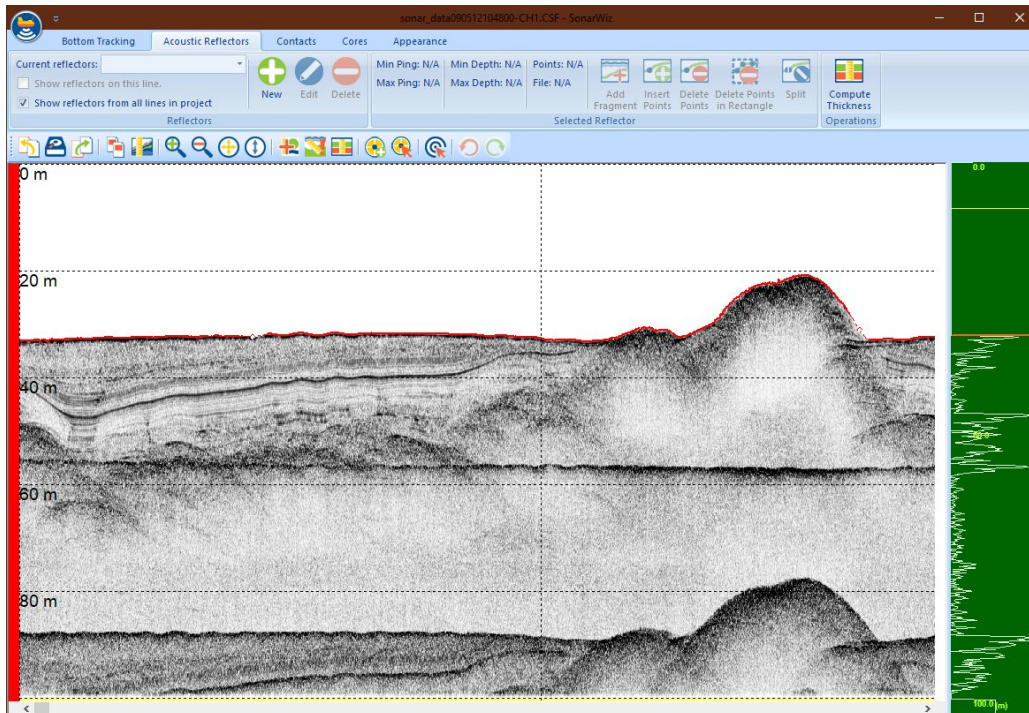 sonar_data090512104800-CH1.CSF - SonarWiz
Bottom Tracking Acoustic Reflectors Contacts Cores Appearance
Current reflectors:
Show reflectors on this line.
Show reflectors from all lines in project
Reflectors
New Edit Delete
Min Ping: N/A Min Depth: N/A Points: N/A
Max Ping: N/A Max Depth: N/A File: N/A
Add Fragment
Insert Points
Delete Points
Delete Points in Rectangle
Split
Selected Reflector
Compute Thickness
Operations
0 m
20 m
40 m
60 m
80 m
0.0
100.0 (m)